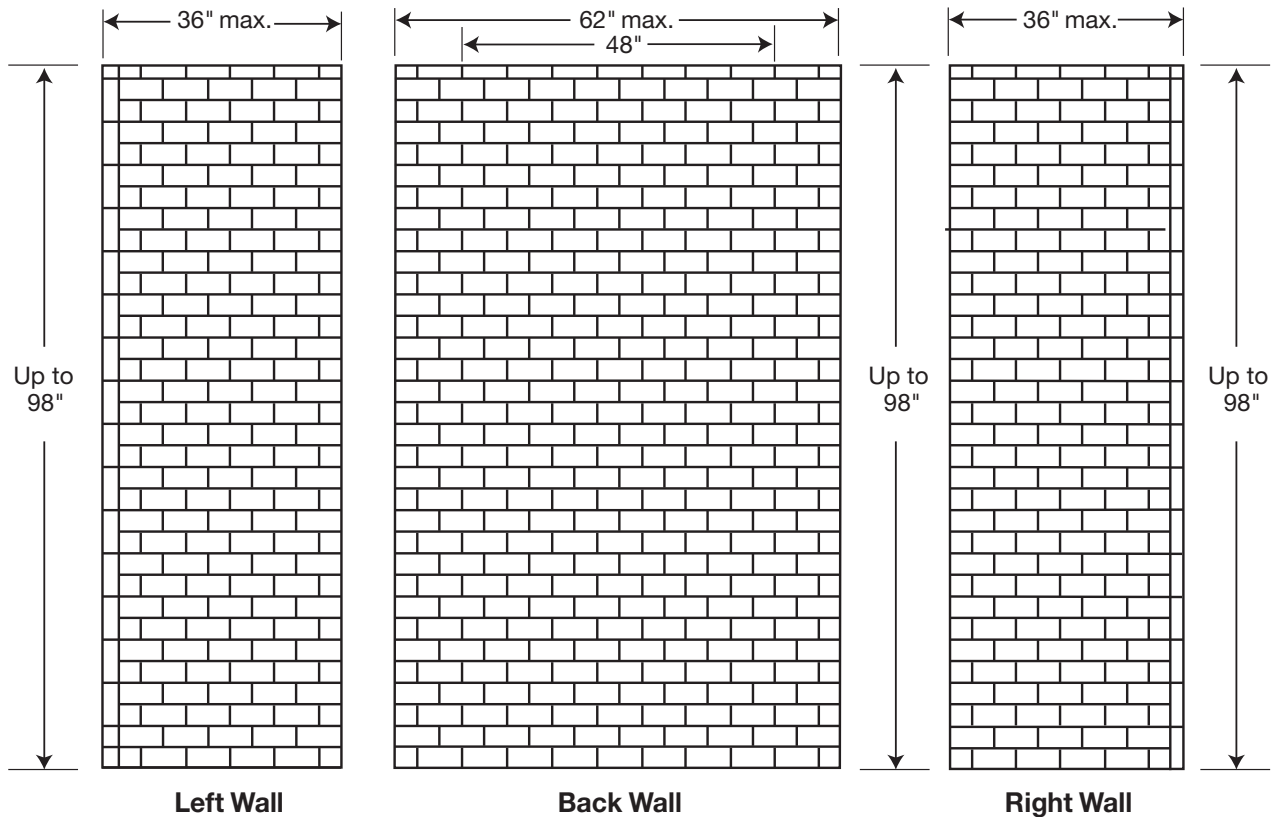 36" max.
62" max.
48"
36" max.
Up to
98"
Up to
98"
Up to
98"
Left Wall
Back Wall
Right Wall